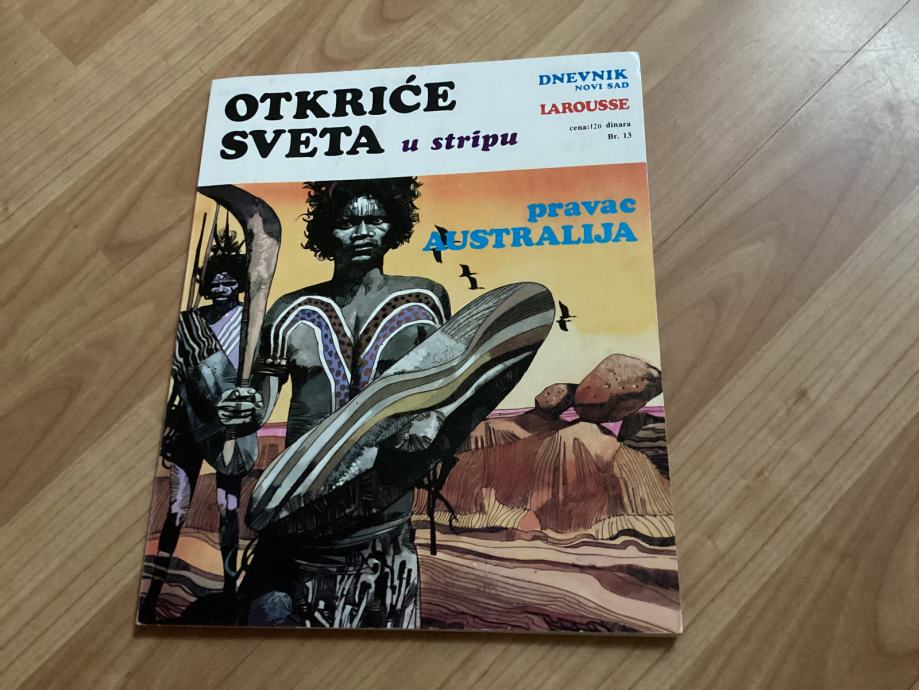 OTKRIĆE
SVETA u stripu
DNEVNIK
NOVI SAD
LAROUSSE
cena:120 dinara
Br. 13
pravac
AUSTRALIJA